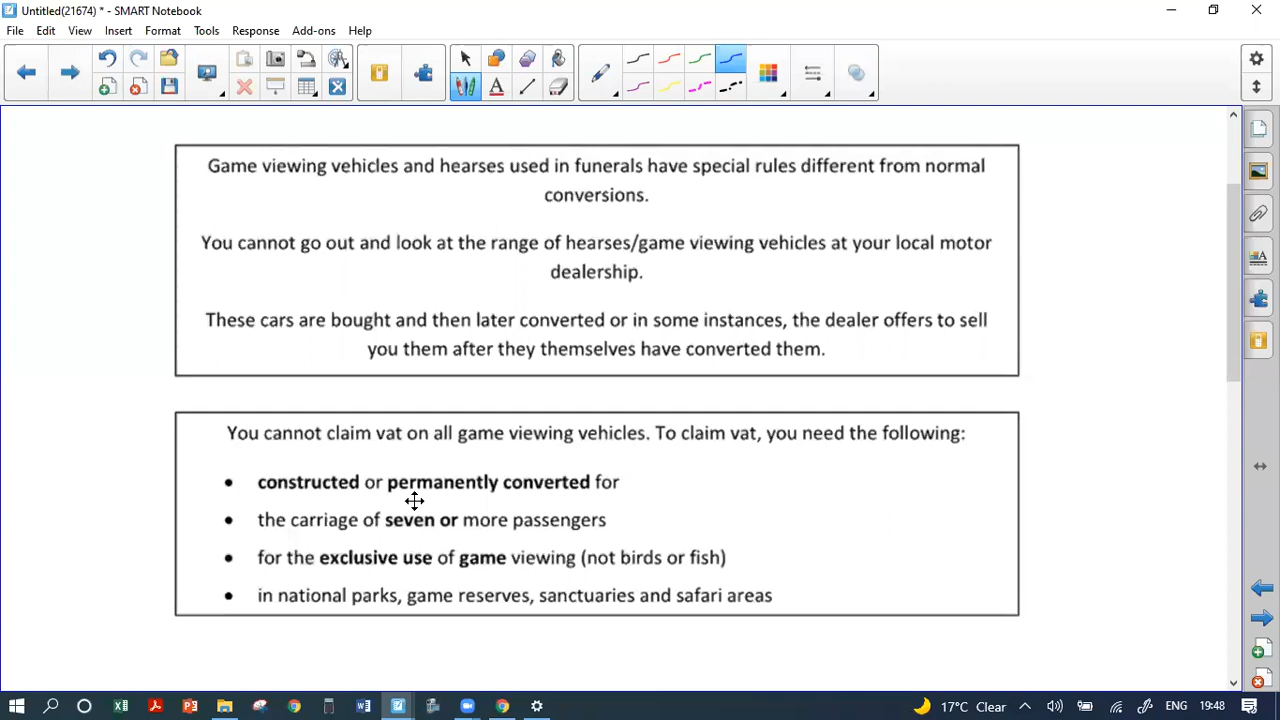 Untitled(21674) * - SMART Notebook
File Edit View Insert Format Tools Response Add-ons Help
Game viewing vehicles and hearses used in funerals have special rules different from normal
conversions.
You cannot go out and look at the range of hearses/game viewing vehicles at your local motor
dealership.
These cars are bought and then later converted or in some instances, the dealer offers to sell
you them after they themselves have converted them.
You cannot claim vat on all game viewing vehicles. To claim vat, you need the following:
• constructed or permanently converted for
• the carriage of seven or more passengers
• for the exclusive use of game viewing (not birds or fish)
• in national parks, game reserves, sanctuaries and safari areas
17°C Clear ENG 19:48